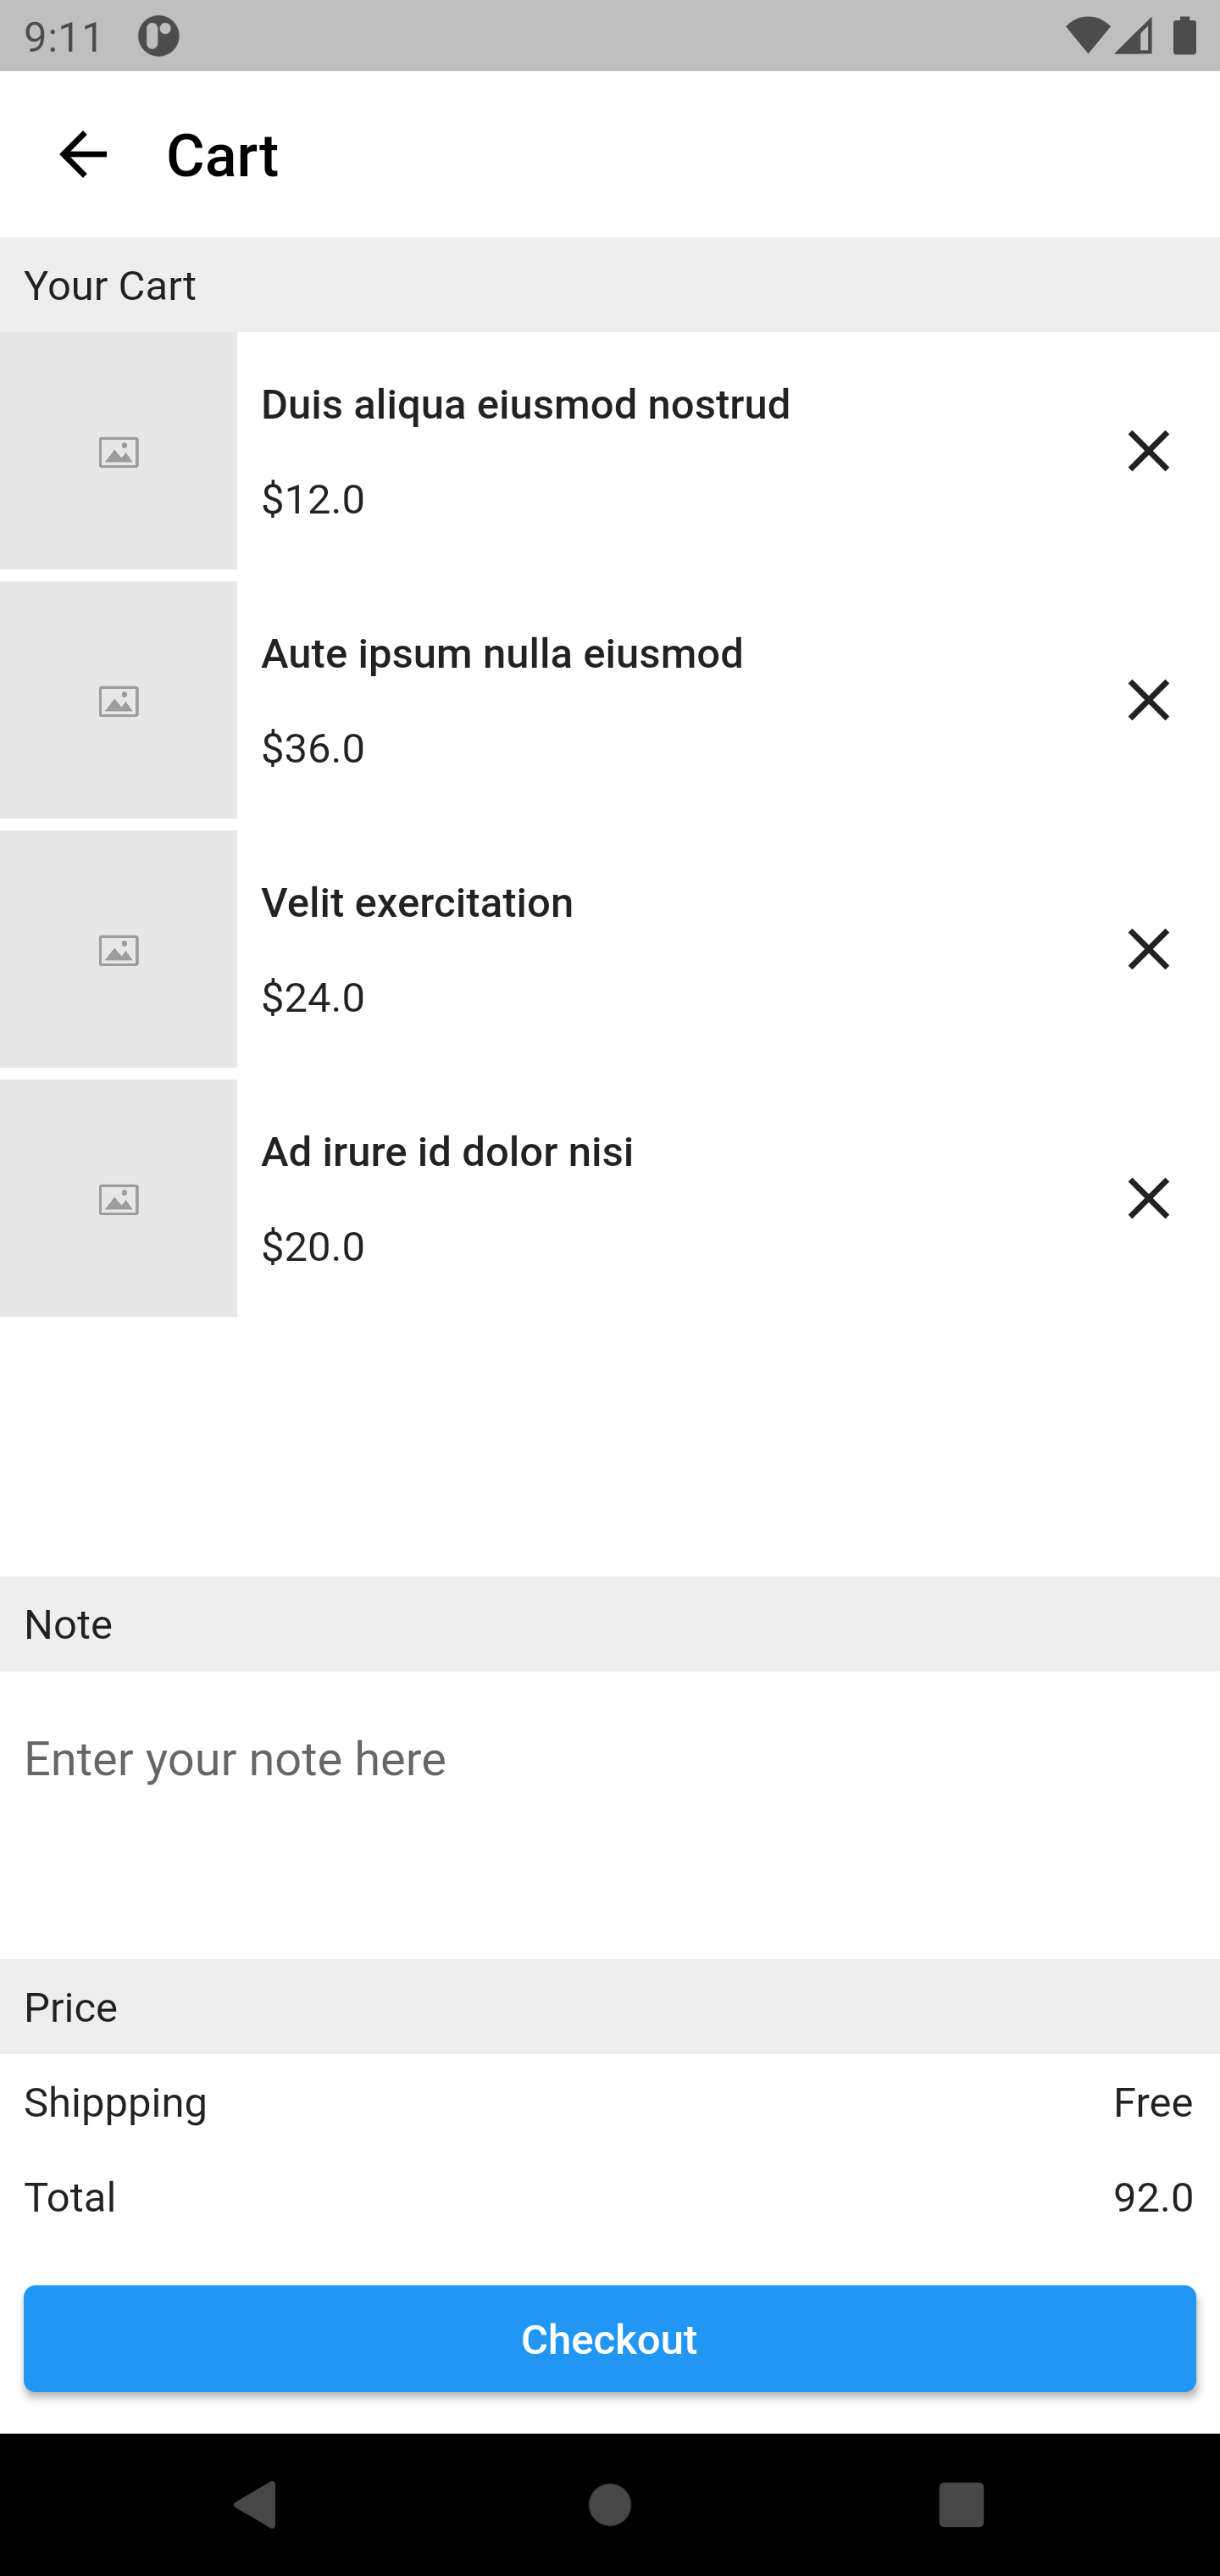 9:11
Cart
Your Cart
Duis aliqua eiusmod nostrud
$12.0
Aute ipsum nulla eiusmod
$36.0
Velit exercitation
$24.0
Ad irure id dolor nisi
$20.0
Note
Enter your note here
Price
Shippping Free
Total 92.0
Checkout